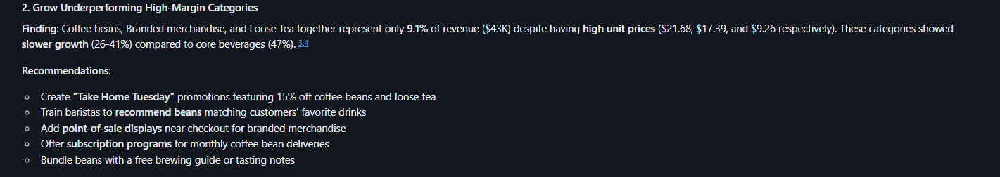 2. Grow Underperforming High-Margin Categories
Finding: Coffee beans, Branded merchandise, and Loose Tea together represent only 9.1% of revenue ($43K) despite having high unit prices ($21.68, $17.39, and $9.26 respectively). These categories showed
slower growth (26-41%) compared to core beverages (47%). 3,4
Recommendations:
○ Create "Take Home Tuesday" promotions featuring 15% off coffee beans and loose tea
○ Train baristas to recommend beans matching customers' favorite drinks
○ Add point-of-sale displays near checkout for branded merchandise
○ Offer subscription programs for monthly coffee bean deliveries
○ Bundle beans with a free brewing guide or tasting notes